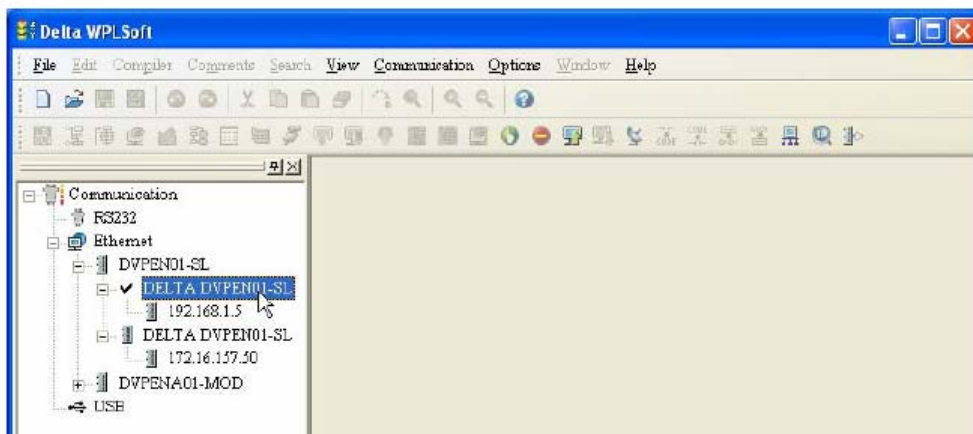 Delta WPLSoft
File Edit Compiler Comments Search View Communication Options Window Help
Communication
RS232
Ethernet
DVPEN01-SL
DELTA DVPEN01-SL
192.168.1.5
DELTA DVPEN01-SL
172.16.157.50
DVPENA01-MOD
USB